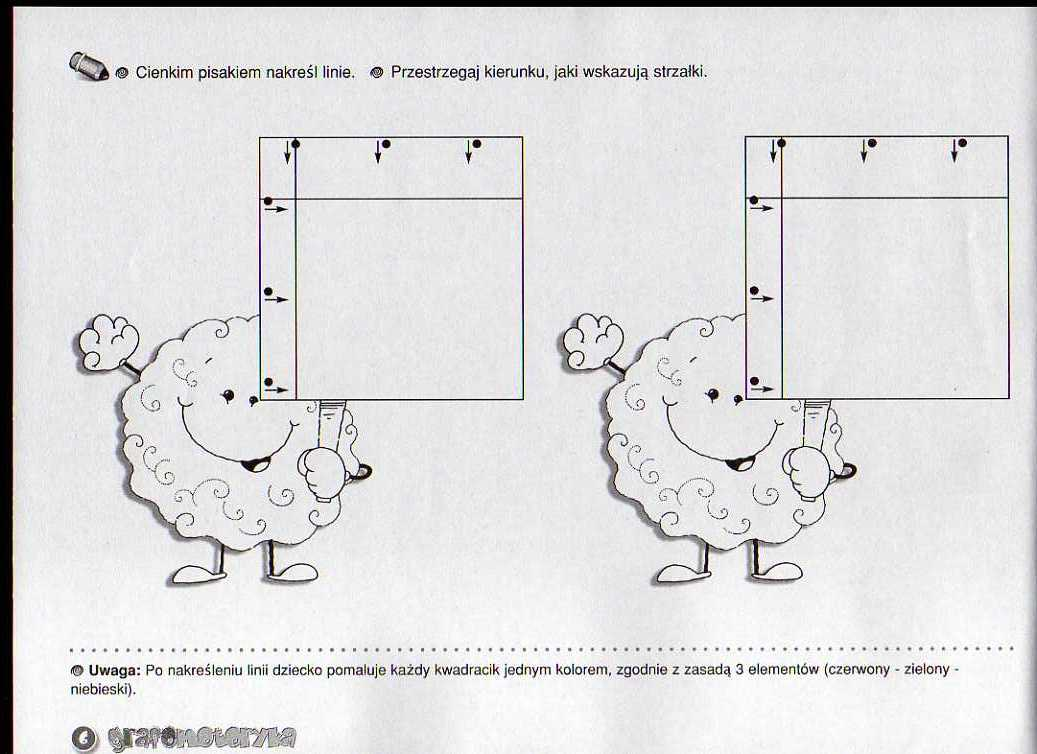 Cienkim pisakiem nakreśl linie. Przestrzegaj kierunku, jaki wskazują strzałki.
Uwaga: Po nakreśleniu linii dziecko pomaluje każdy kwadracik jednym kolorem, zgodnie z zasadą 3 elementów (czerwony - zielony -
niebieski).
6 grafomotoryka